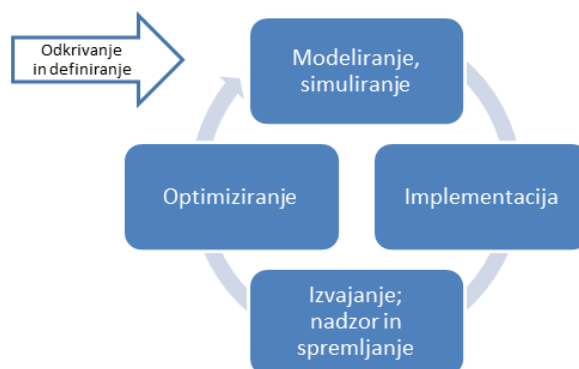 Odkrivanje
in definiranje
Modeliranje,
simuliranje
Optimiziranje
Implementacija
Izvajanje;
nadzor in
spremljanje